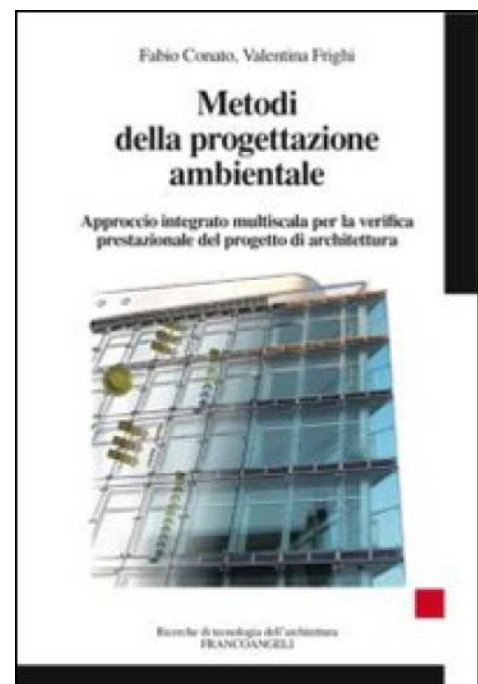 Fabio Conato, Valentina Frighi
Metodi
della progettazione
ambientale
Approccio integrato multiscala per la verifica
prestazionale del progetto di architettura
Ricerche di tecnologia dell'architettura
FRANCOANGELI